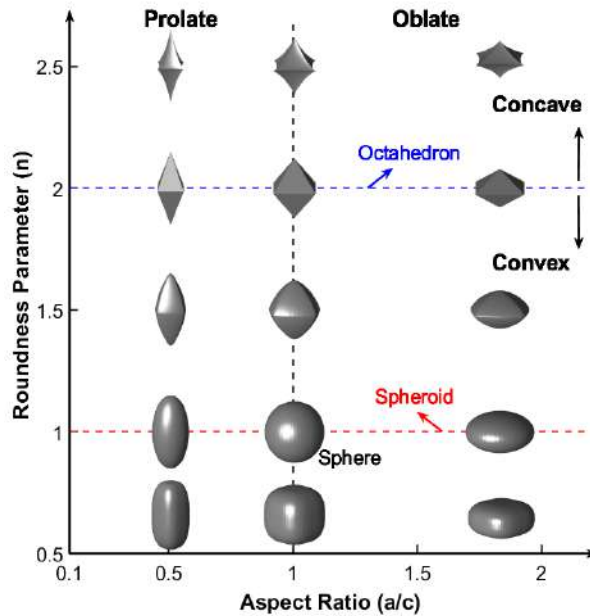 Prolate
Oblate
2.5
Concave
Octahedron
2
Convex
1.5
Spheroid
1
Sphere
0.5
0.1
0.5
1
1.5
2
Roundness Parameter (n)
Aspect Ratio (a/c)